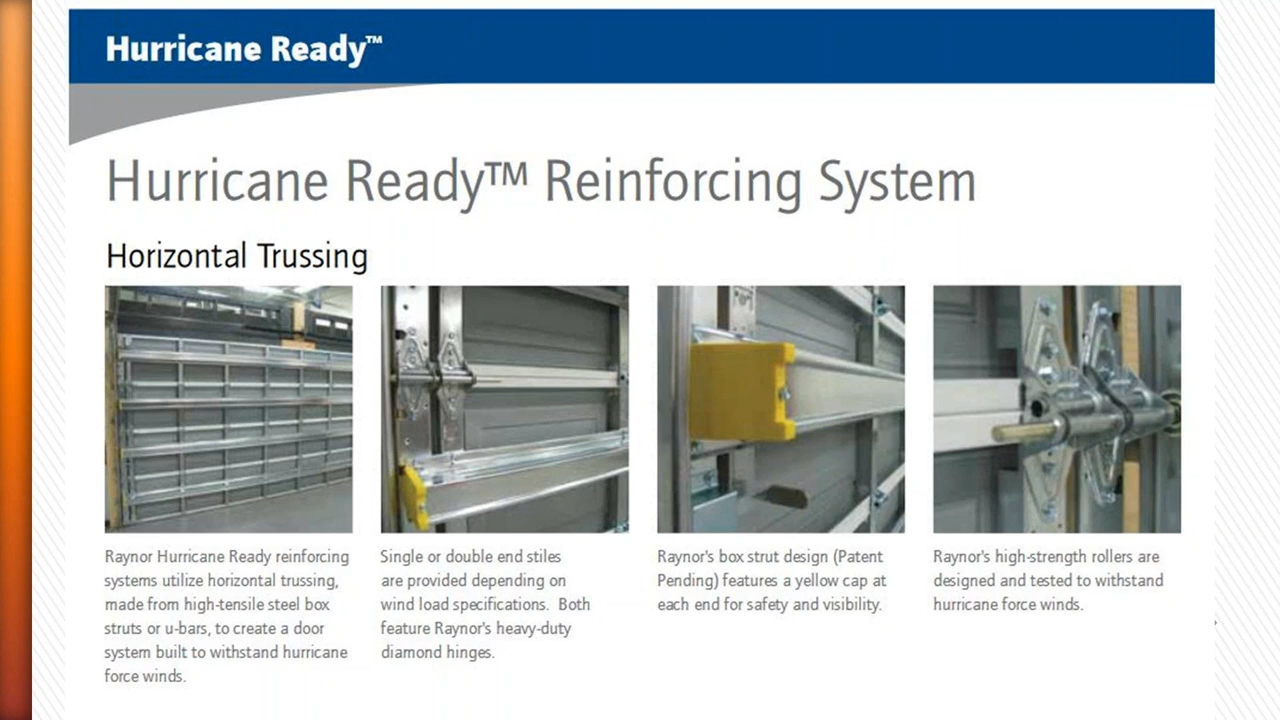 Hurricane Ready™
Hurricane Ready™ Reinforcing System
Horizontal Trussing
Raynor Hurricane Ready reinforcing
systems utilize horizontal trussing,
made from high-tensile steel box
struts or u-bars, to create a door
system built to withstand hurricane
force winds.
Single or double end stiles
are provided depending on
wind load specifications.  Both
feature Raynor's heavy-duty
diamond hinges.
Raynor's box strut design (Patent
Pending) features a yellow cap at
each end for safety and visibility.
Raynor's high-strength rollers are
designed and tested to withstand
hurricane force winds.